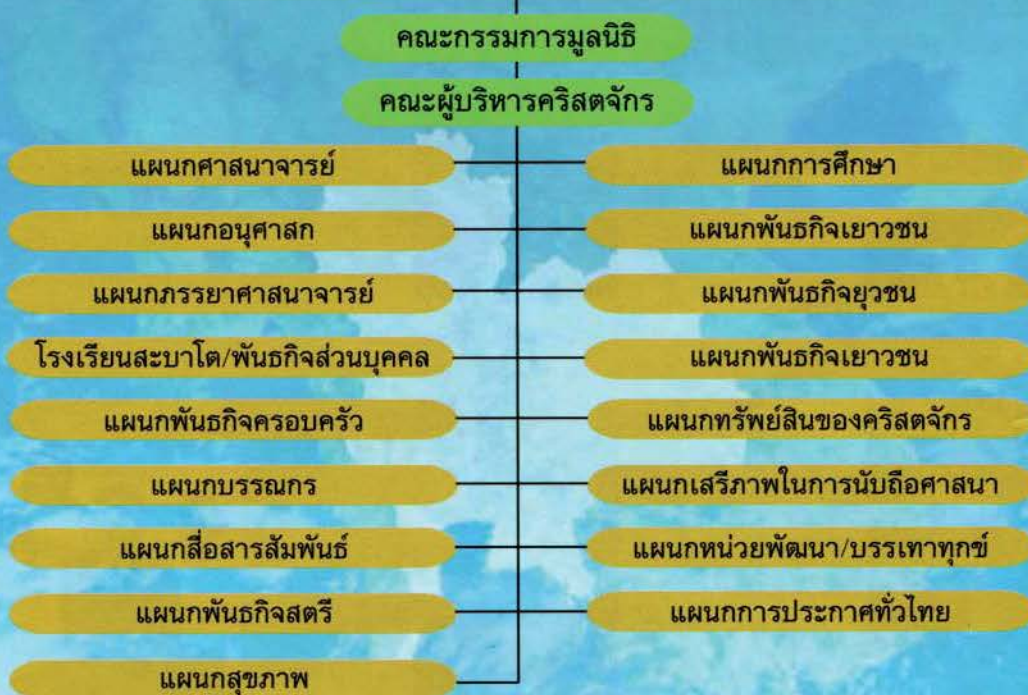 คณะกรรมการมูลนิธิ
คณะผู้บริหารคริสตจักร
แผนกศาสนาจารย์
แผนกการศึกษา
แผนกอนุศาสก
แผนกพันธกิจเยาวชน
แผนกภรรยาศาสนาจารย์
แผนกพันธกิจยุวชน
โรงเรียนสะบาโต/พันธกิจส่วนบุคคล
แผนกพันธกิจเยาวชน
แผนกพันธกิจครอบครัว
แผนกทรัพย์สินของคริสตจักร
แผนกบรรณกร
แผนกเสรีภาพในการนับถือศาสนา
แผนกสื่อสารสัมพันธ์
แผนกหน่วยพัฒนา/บรรเทาทุกข์
แผนกพันธกิจสตรี
แผนกการประกาศทั่วไทย
แผนกสุขภาพ